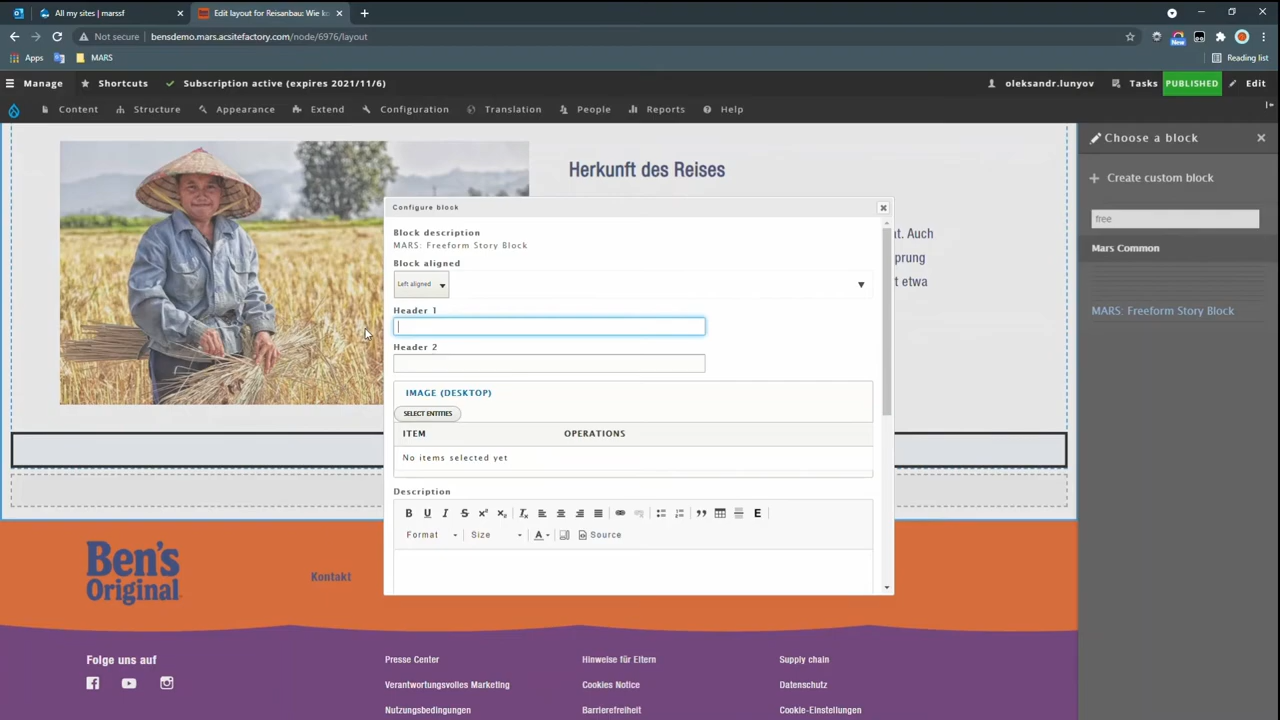 All my sites | marssf
Edit layout for Reisanbau: Wie ko
Not secure
bensdemo.mars.acsitefactory.com/node/6976/layout
Apps
MARS
Reading list
Manage
Shortcuts
Subscription active (expires 2021/11/6)
oleksandr.lunyov
Tasks
PUBLISHED
Edit
Content
Structure
Appearance
Extend
Configuration
Translation
People
Reports
Help
Choose a block
Create custom block
free
Mars Common
MARS: Freeform Story Block
Herkunft des Reises
at. Auch
prung
t etwa
Configure block
Block description
MARS: Freeform Story Block
Block aligned
Left aligned
Header 1
Header 2
IMAGE (DESKTOP)
SELECT ENTITIES
ITEM OPERATIONS
No items selected yet
Description
Format
Size
Source
Ben's Original
Kontakt
Folge uns auf
Presse Center
Hinweise für Eltern
Supply chain
Verantwortungsvolles Marketing
Cookies Notice
Datenschutz
Nutzungsbedingungen
Barrierefreiheit
Cookie-Einstellungen